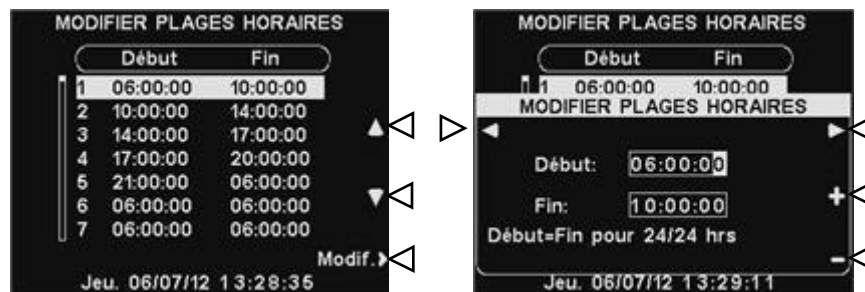 MODIFIER PLAGES HORAIRES
Début Fin
1 06:00:00 10:00:00
2 10:00:00 14:00:00
3 14:00:00 17:00:00
4 17:00:00 20:00:00
5 21:00:00 06:00:00
6 06:00:00 06:00:00
7 06:00:00 06:00:00
Modif.
Jeu. 06/07/12 13:28:35
MODIFIER PLAGES HORAIRES
Début Fin
1 06:00:00 10:00:00
MODIFIER PLAGES HORAIRES
Début: 06:00:00
Fin: 10:00:00
Début=Fin pour 24/24 hrs
Jeu. 06/07/12 13:29:11